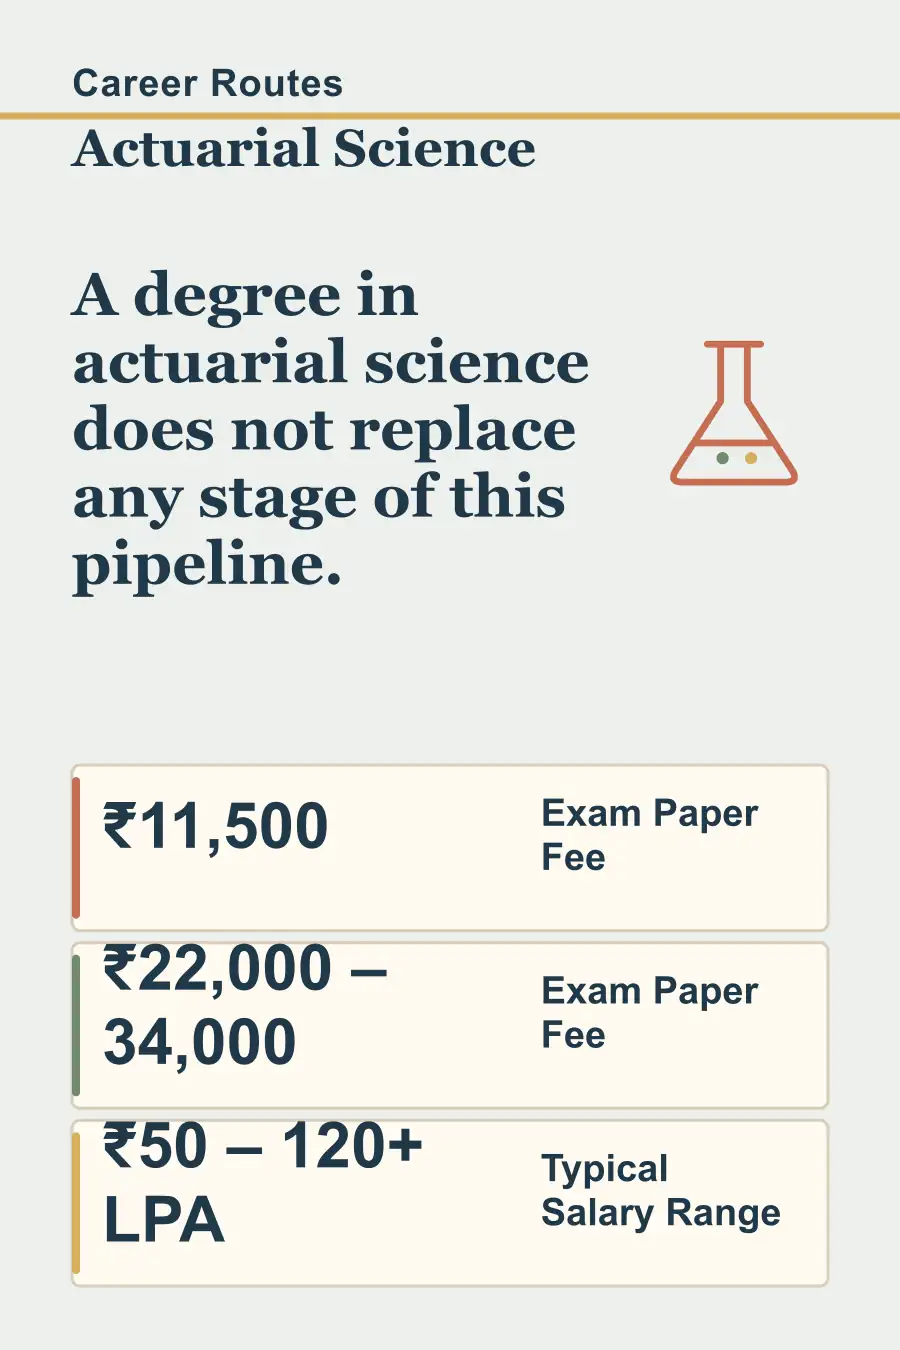 Career Routes
Actuarial Science
A degree in
actuarial science
does not replace
any stage of this
pipeline.
₹11,500
Exam Paper
Fee
₹22,000 –
34,000
Exam Paper
Fee
₹50 – 120+
LPA
Typical
Salary Range